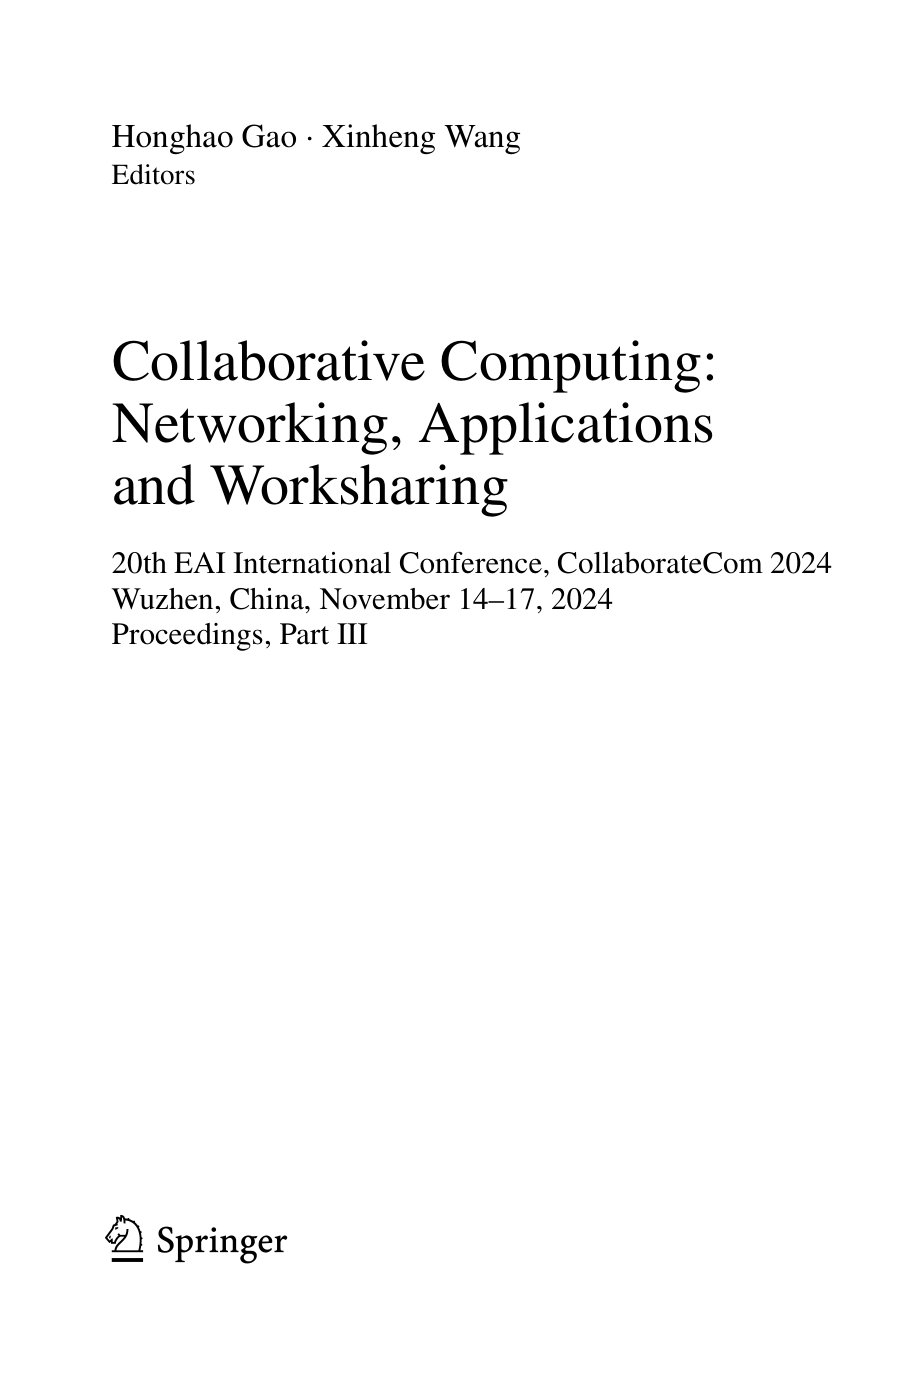 Honghao Gao · Xinheng Wang
Editors
Collaborative Computing:
Networking, Applications
and Worksharing
20th EAI International Conference, CollaborateCom 2024
Wuzhen, China, November 14–17, 2024
Proceedings, Part III
Springer